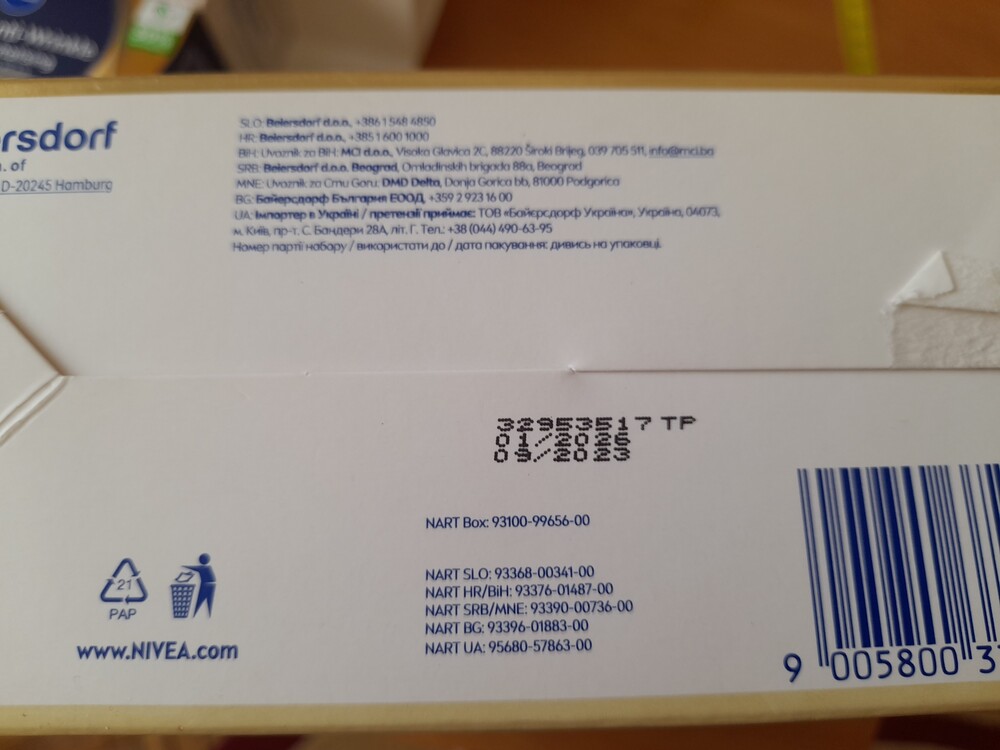 ersdorf
of
D-20245 Hamburg
SLO: Beiersdorf d.o.o., +386 1 548 4850
HR: Beiersdorf d.o.o., +385 1 600 1000
BiH: Uvoznik za BiH: MCI d.o.o., Visoka Glavica 2C, 88220 Široki Brijeg, 039 705 511, info@mci.ba
SRB: Beiersdorf d.o.o. Beograd, Omladinskih brigada 88a, Beograd
MNE: Uvoznik za Crnu Goru: DMD Delta, Donja Gorica bb, 81000 Podgorica
BG: Байерсдорф България ЕООД, +359 2 923 16 00
UA: Імпортер в Україні / претензії приймає: ТОВ «Байєрсдорф Україна», Україна, 04073,
м. Київ, пр-т. С. Бандери 28А, літ. Г. Тел.: +38 (044) 490-63-95
Номер партії набору / використати до / дата пакування: дивись на упаковці.
32953517 TP
01/2026
09/2023
NART Box: 93100-99656-00
NART SLO: 93368-00341-00
NART HR/BiH: 93376-01487-00
NART SRB/MNE: 93390-00736-00
NART BG: 93396-01883-00
NART UA: 95680-57863-00
21
PAP
www.NIVEA.com
9 005800 3